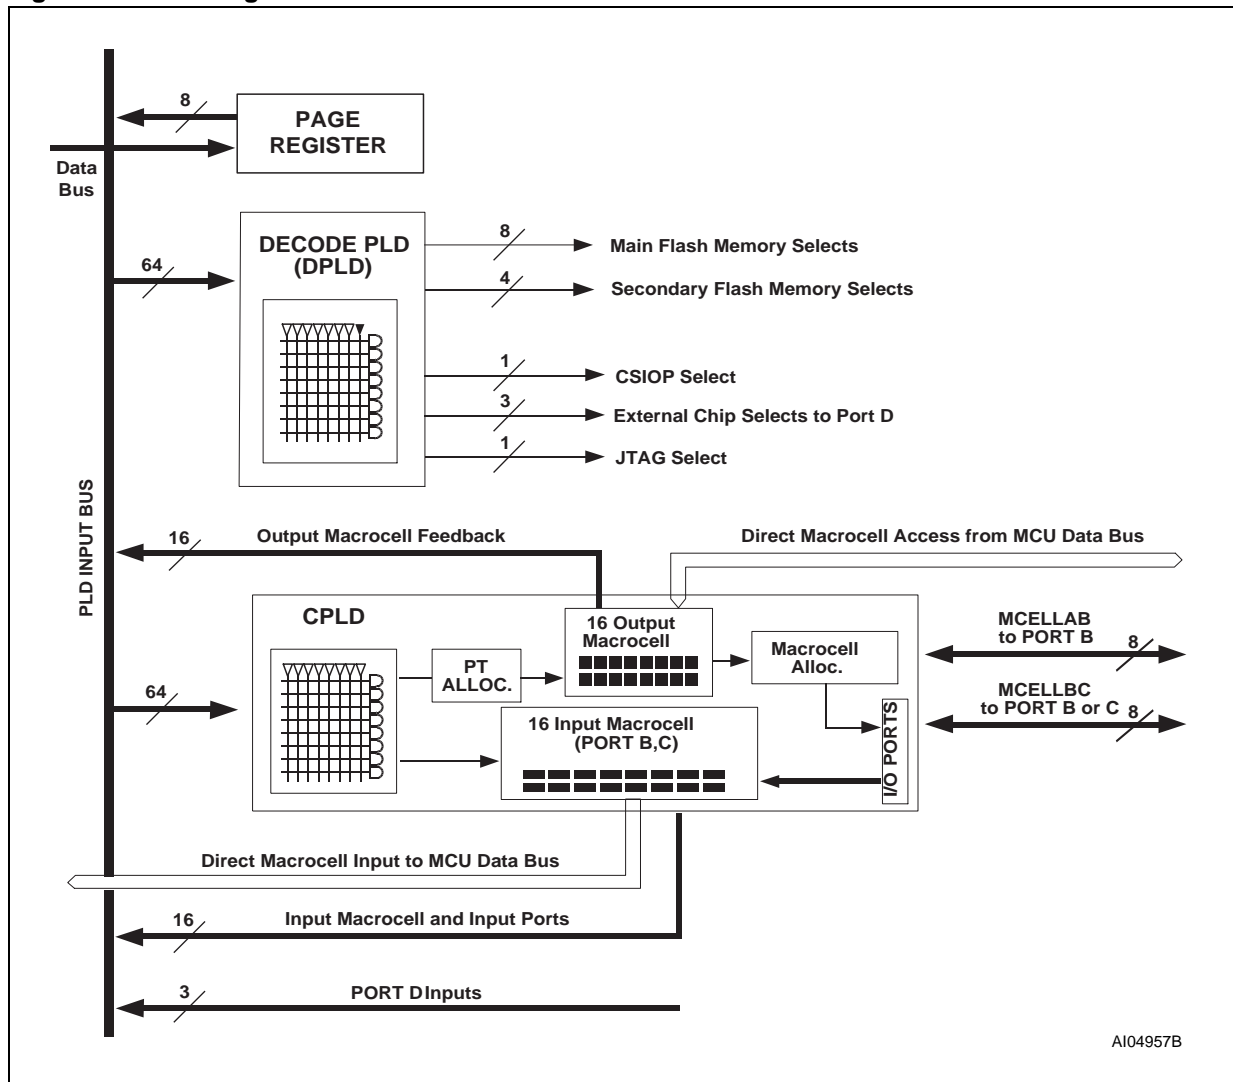 8
PAGE
REGISTER
Data
Bus
DECODE PLD
(DPLD)
64
8
Main Flash Memory Selects
4
Secondary Flash Memory Selects
1
CSIOP Select
3
External Chip Selects to Port D
1
JTAG Select
PLD INPUT BUS
16
Output Macrocell Feedback
Direct Macrocell Access from MCU Data Bus
CPLD
16 Output
Macrocell
PT
ALLOC.
Macrocell
Alloc.
MCELLAB
to PORT B
8
64
16 Input Macrocell
(PORT B,C)
I/O PORTS
MCELLBC
to PORT B or C
8
Direct Macrocell Input to MCU Data Bus
16
Input Macrocell and Input Ports
3
PORT D Inputs
AI04957B